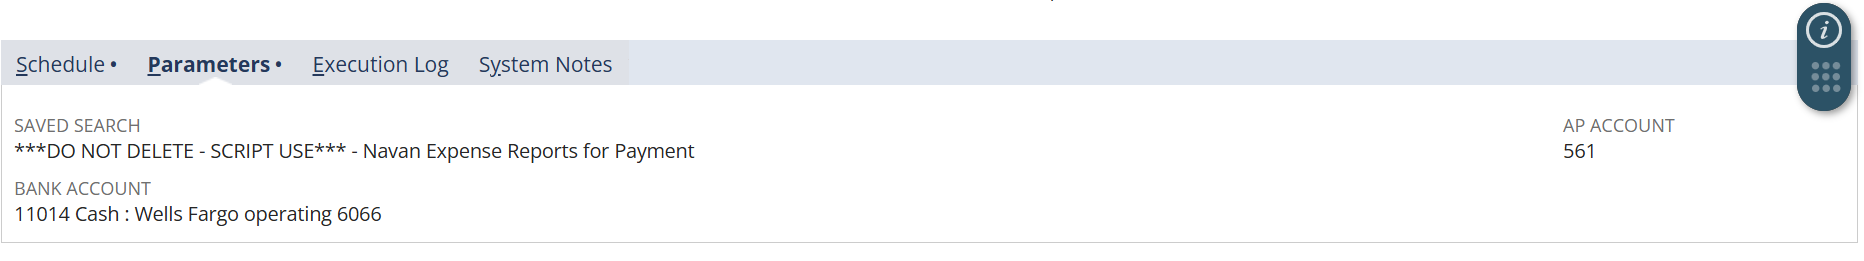 Schedule •
Parameters •
Execution Log
System Notes
i
SAVED SEARCH
***DO NOT DELETE - SCRIPT USE*** - Navan Expense Reports for Payment
BANK ACCOUNT
11014 Cash : Wells Fargo operating 6066
AP ACCOUNT
561